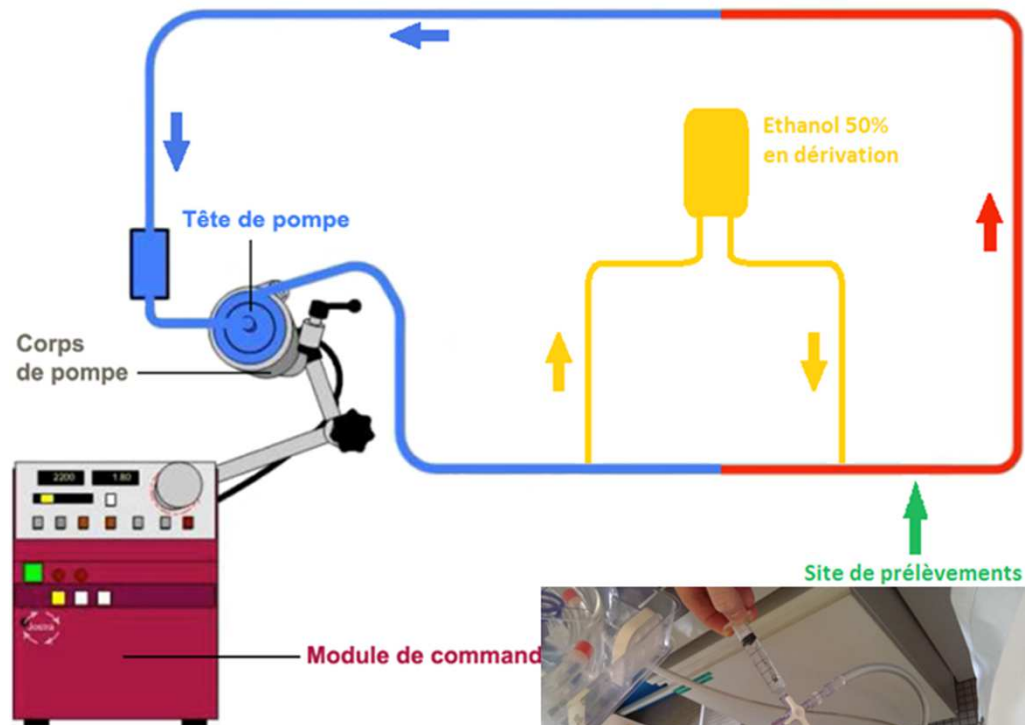 Ethanol 50%
en dérivation
Tête de pompe
Corps
de pompe
2200 1.80
Site de prélèvements
Jostra
Module de command